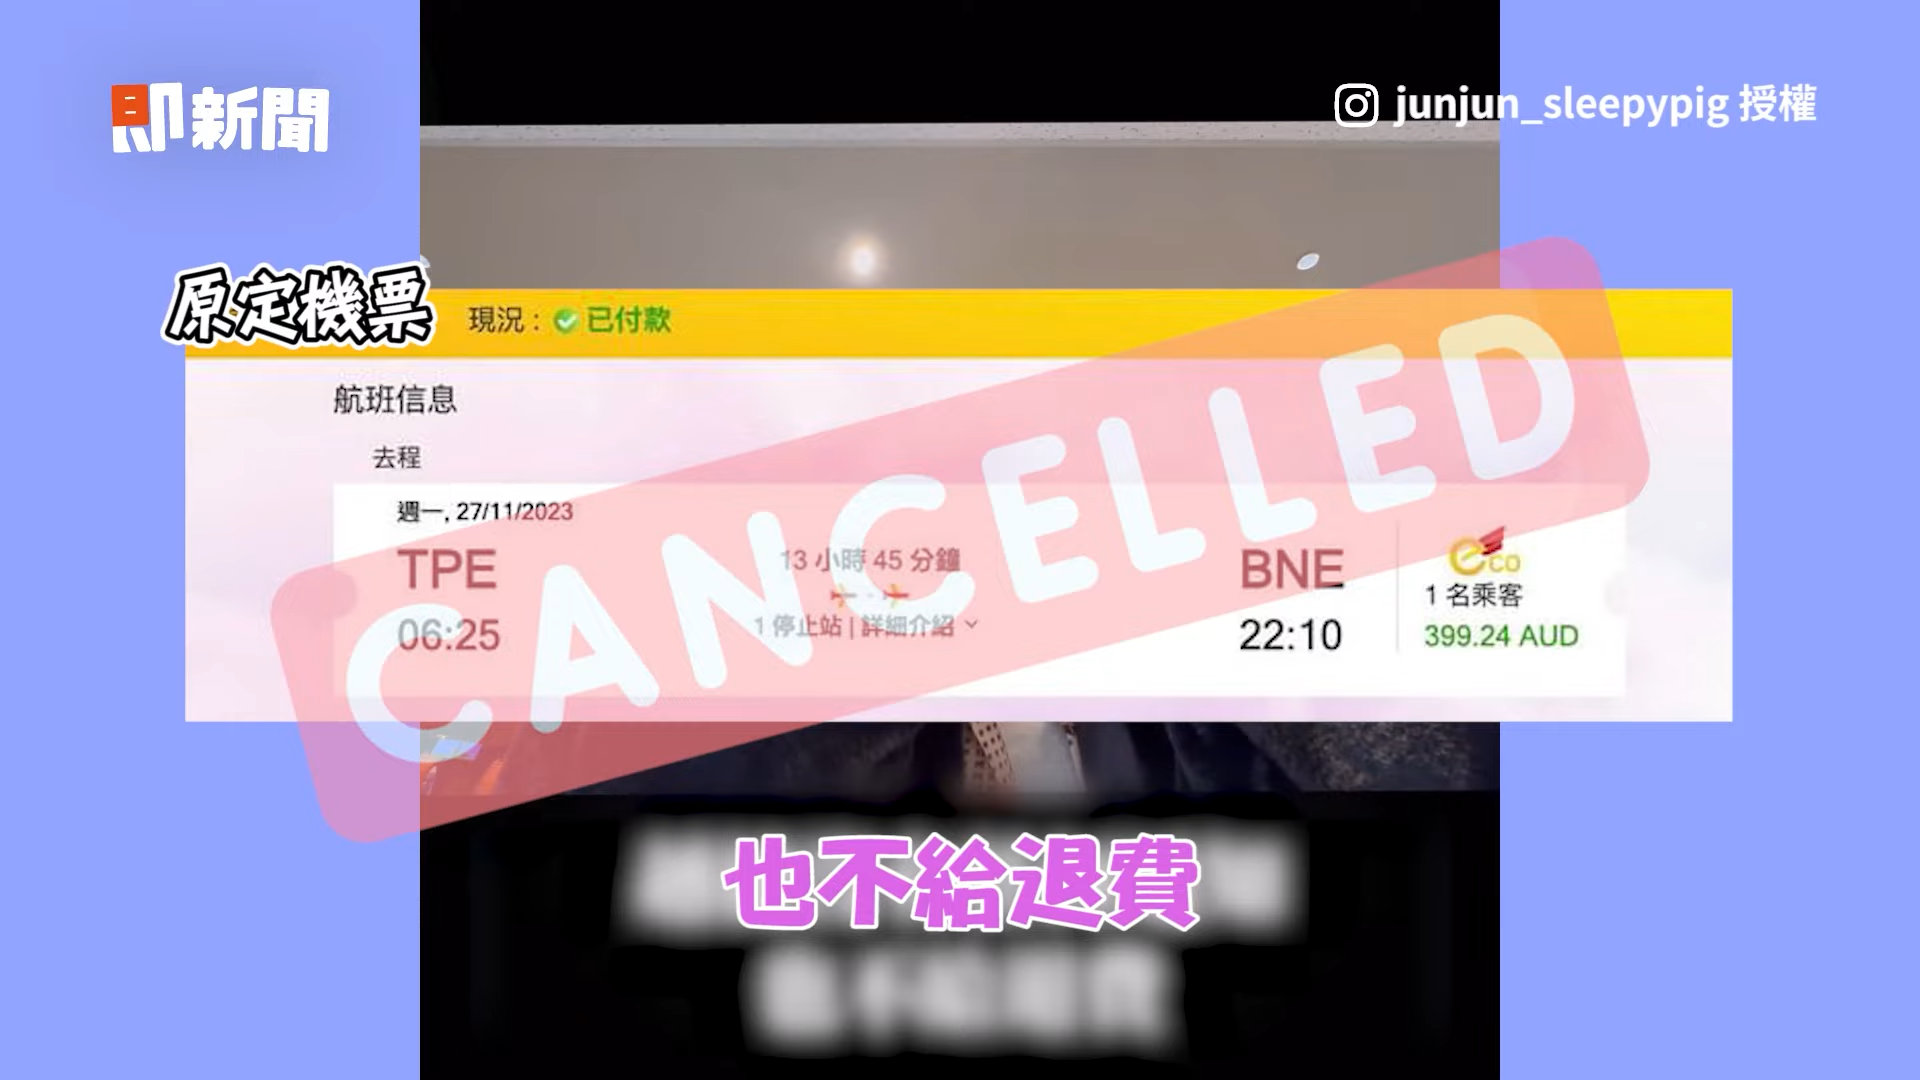 即新聞
junjun_sleepypig 授權
原定機票
現況：已付款
航班信息
去程
週一, 27/11/2023
TPE
13 小時 45 分鐘
BNE
eco
1 名乘客
06:25
1 停止站 | 詳細介紹
22:10
399.24 AUD
CANCELLED
也不給退費